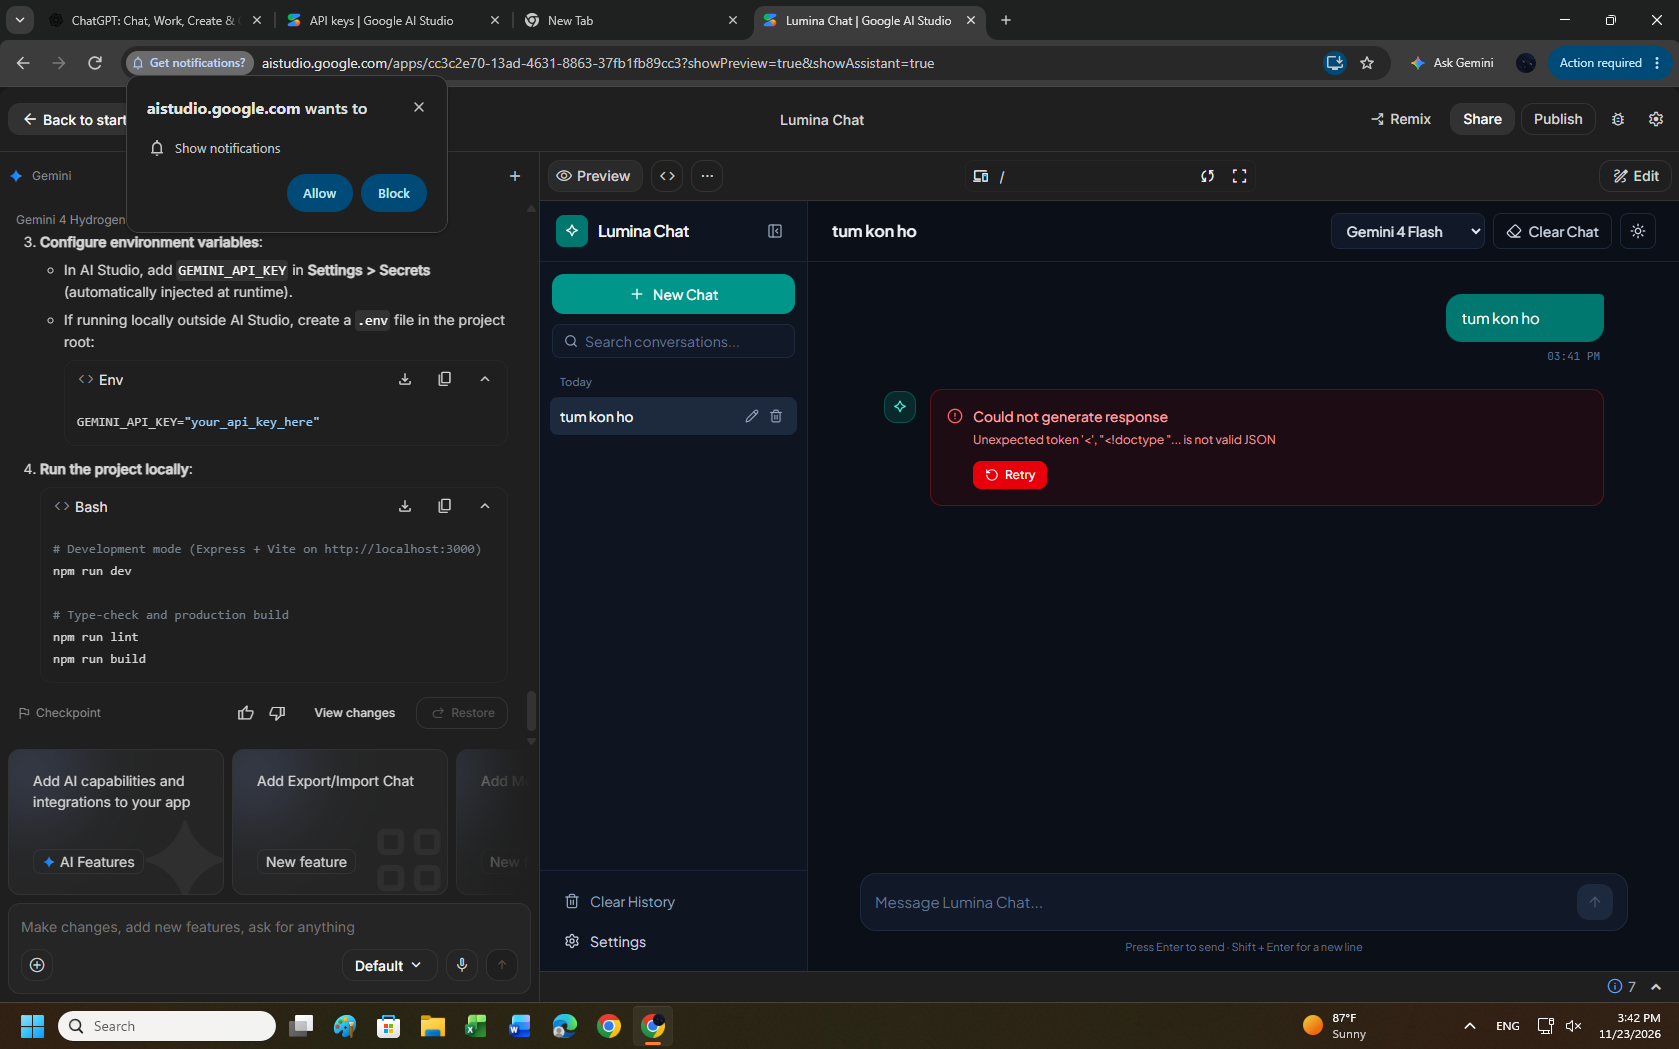 ChatGPT: Chat, Work, Create &
API keys | Google AI Studio
New Tab
Lumina Chat | Google AI Studio
Get notifications?
aistudio.google.com/apps/cc3c2e70-13ad-4631-8863-37fb1fb89cc3?showPreview=true&showAssistant=true
Ask Gemini
Action required
aistudio.google.com wants to
Show notifications
Allow
Block
Back to start
Lumina Chat
Remix
Share
Publish
Gemini
Preview
/
Edit
Gemini 4 Hydrogen
3. Configure environment variables:
In AI Studio, add GEMINI_API_KEY in Settings > Secrets
(automatically injected at runtime).
If running locally outside AI Studio, create a .env file in the project
root:
Env
GEMINI_API_KEY="your_api_key_here"
4. Run the project locally:
Bash
# Development mode (Express + Vite on http://localhost:3000)
npm run dev
# Type-check and production build
npm run lint
npm run build
Checkpoint
View changes
Restore
Add AI capabilities and
integrations to your app
AI Features
Add Export/Import Chat
New feature
Add
New
Make changes, add new features, ask for anything
Default
Lumina Chat
New Chat
Search conversations...
Today
tum kon ho
Clear History
Settings
tum kon ho
Gemini 4 Flash
Clear Chat
tum kon ho
03:41 PM
Could not generate response
Unexpected token '<', "<!doctype "... is not valid JSON
Retry
Message Lumina Chat...
Press Enter to send · Shift + Enter for a new line
7
Search
87°F
Sunny
ENG
3:42 PM
11/23/2026